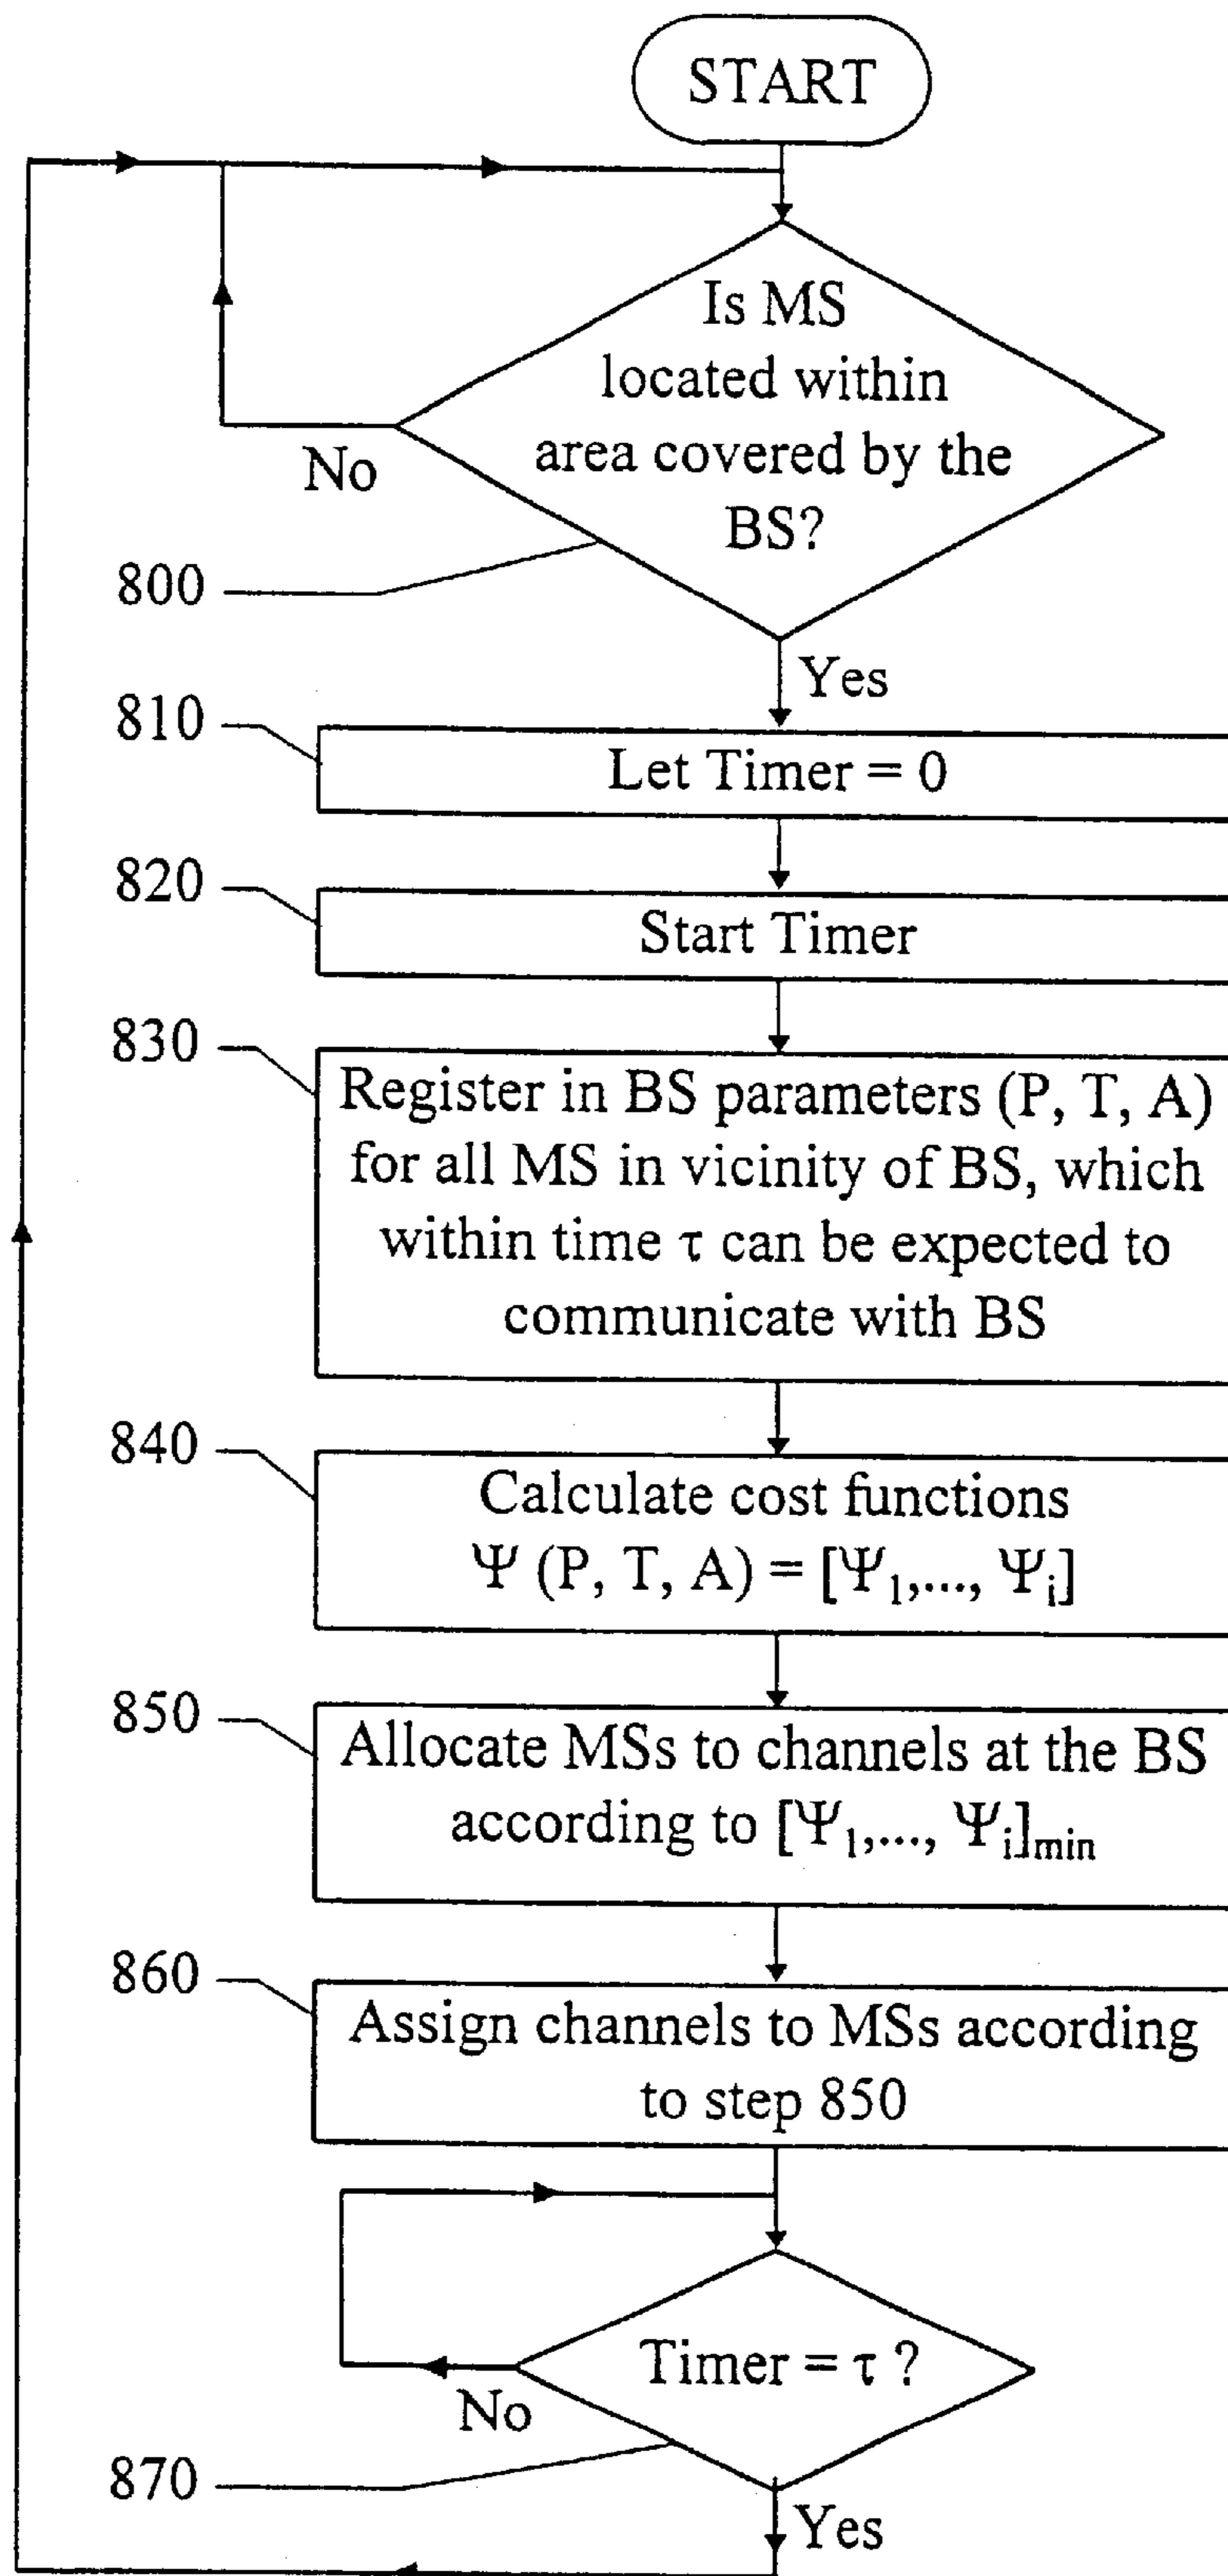 START
Is MS
located within
area covered by the
BS?
No
800
Yes
810
Let Timer = 0
820
Start Timer
830
Register in BS parameters (P, T, A)
for all MS in vicinity of BS, which
within time τ can be expected to
communicate with BS
840
Calculate cost functions
Ψ (P, T, A) = [Ψ₁,..., Ψᵢ]
850
Allocate MSs to channels at the BS
according to [Ψ₁,..., Ψᵢ]min
860
Assign channels to MSs according
to step 850
Timer = τ ?
No
870
Yes